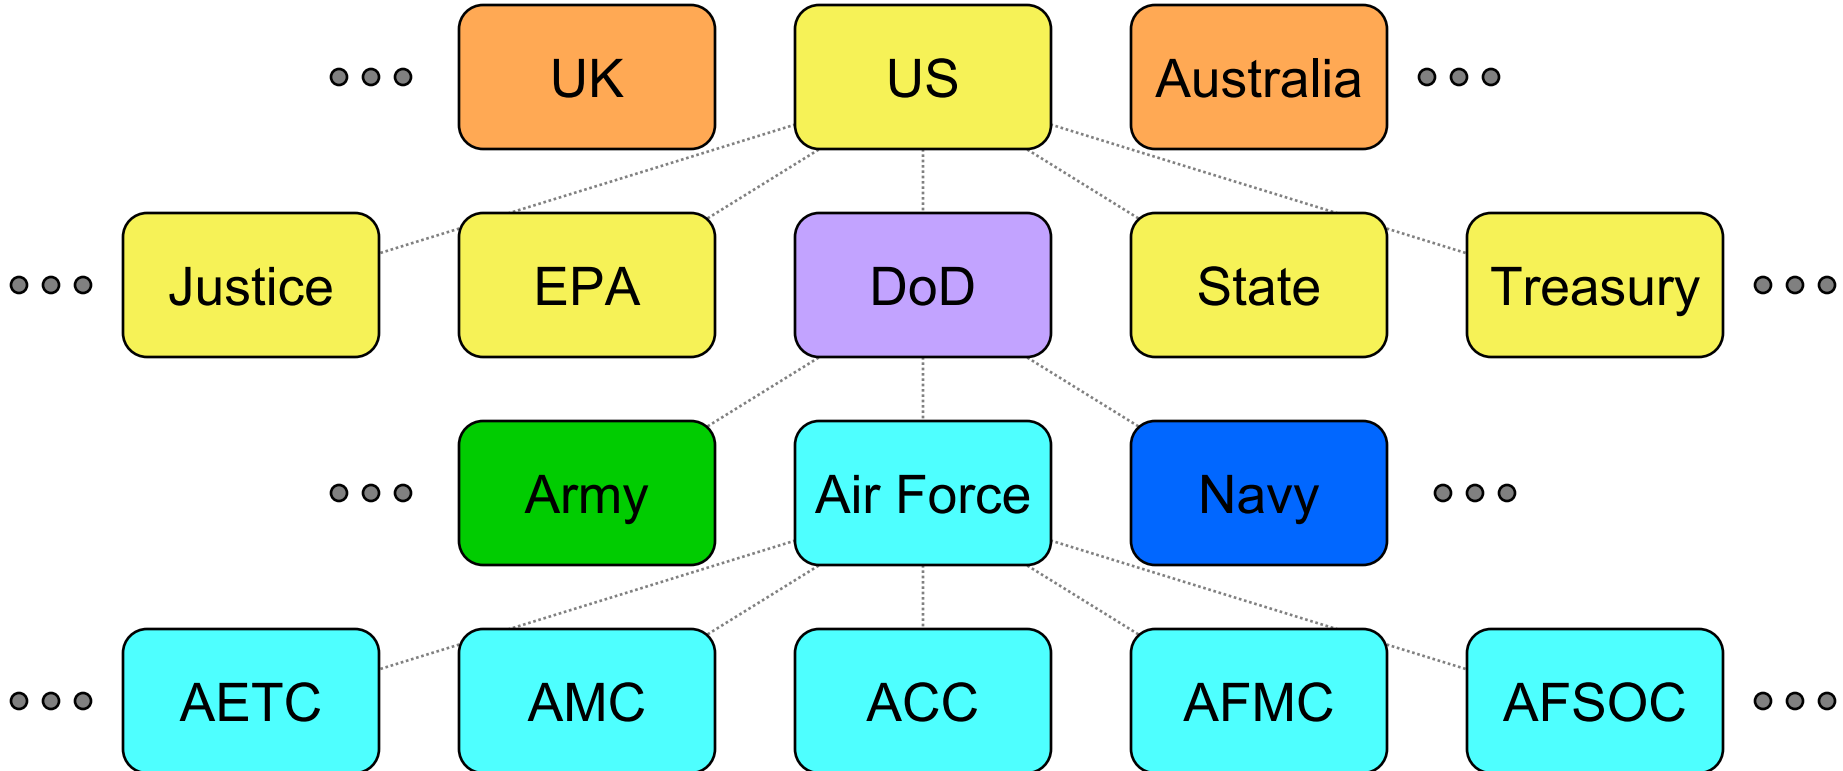 UK
US
Australia
Justice
EPA
DoD
State
Treasury
Army
Air Force
Navy
AETC
AMC
ACC
AFMC
AFSOC